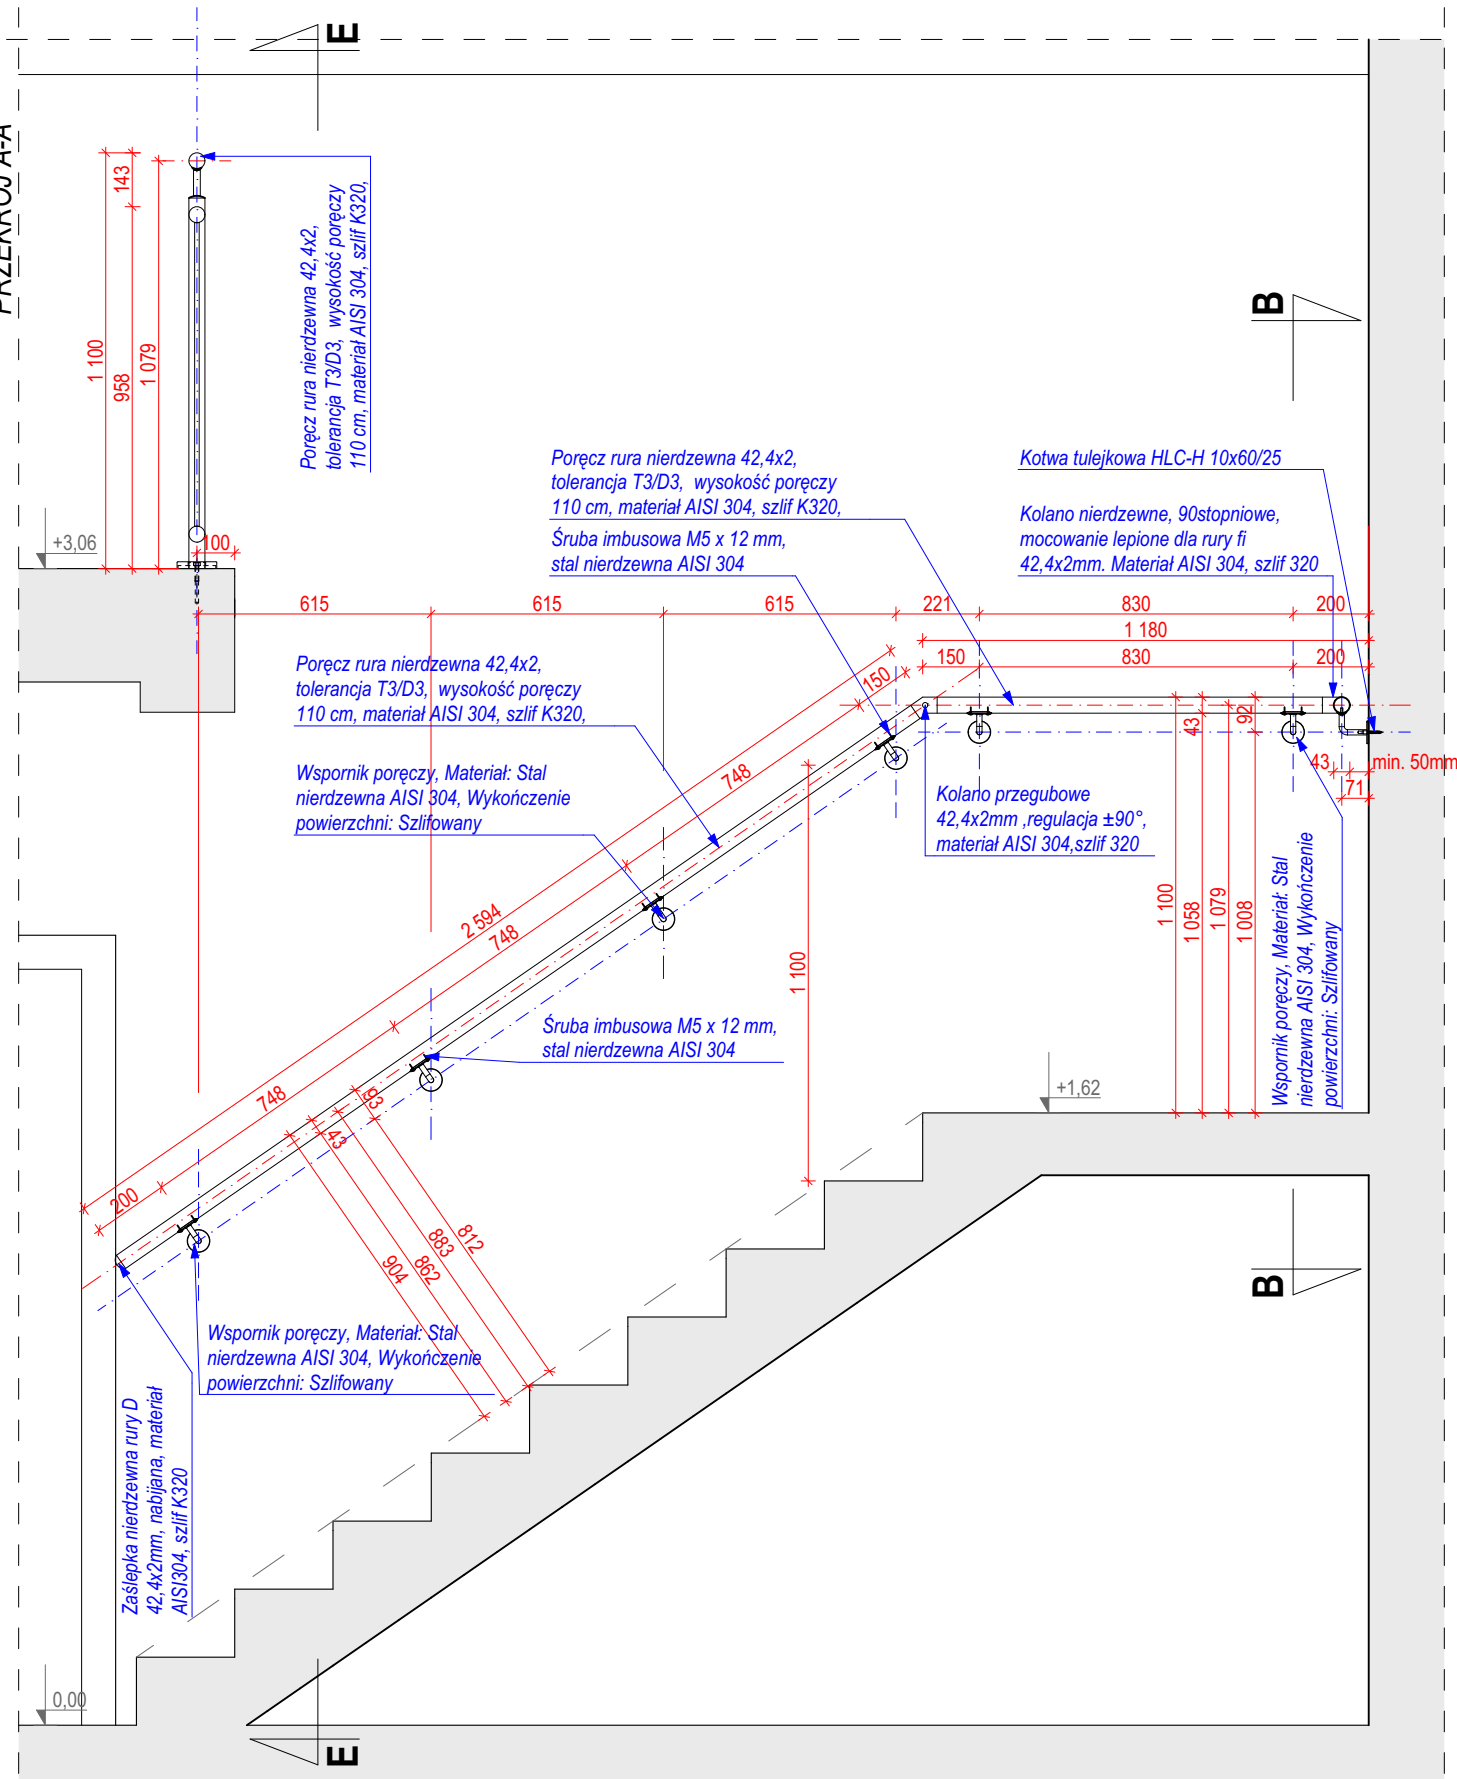 PRZEKRÓJ A-A
E
1 100
143
958
1 079
Poręcz rura nierdzewna 42,4x2,
tolerancja T3/D3, wysokość poręczy
110 cm, materiał AISI 304, szlif K320,
+3,06
100
B
Poręcz rura nierdzewna 42,4x2,
tolerancja T3/D3, wysokość poręczy
110 cm, materiał AISI 304, szlif K320,
Śruba imbusowa M5 x 12 mm,
stal nierdzewna AISI 304
Kotwa tulejkowa HLC-H 10x60/25
Kolano nierdzewne, 90stopniowe,
mocowanie lepione dla rury fi
42,4x2mm. Materiał AISI 304, szlif 320
615
615
615
221
830
200
1 180
150
830
200
Poręcz rura nierdzewna 42,4x2,
tolerancja T3/D3, wysokość poręczy
110 cm, materiał AISI 304, szlif K320,
150
43
92
43
min. 50mm
71
Wspornik poręczy, Materiał: Stal
nierdzewna AISI 304, Wykończenie
powierzchni: Szlifowany
748
Kolano przegubowe
42,4x2mm ,regulacja ±90°,
materiał AISI 304,szlif 320
2 594
748
1 100
1 100
1 058
1 079
1 008
Wspornik poręczy, Materiał: Stal
nierdzewna AISI 304, Wykończenie
powierzchni: Szlifowany
Śruba imbusowa M5 x 12 mm,
stal nierdzewna AISI 304
748
93
43
+1,62
200
904
862
883
812
B
Wspornik poręczy, Materiał: Stal
nierdzewna AISI 304, Wykończenie
powierzchni: Szlifowany
Zaślepka nierdzewna rury D
42,4x2mm, nabijana, materiał
AISI304, szlif K320
0,00
E